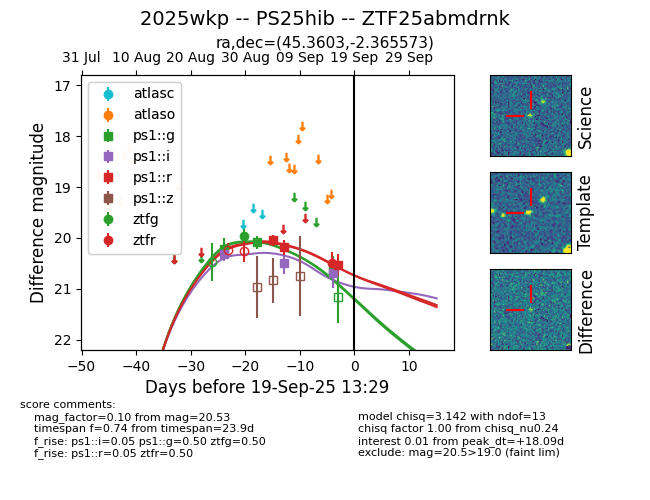 2025wkp -- PS25hib -- ZTF25abmdrnk
ra,dec=(45.3603,-2.365573)
31 Jul 10 Aug 20 Aug 30 Aug 09 Sep 19 Sep 29 Sep
17
18
19
20
21
22
Difference magnitude
atlasc
atlaso
ps1::g
ps1::i
ps1::r
ps1::z
ztfg
ztfr
−50 −40 −30 −20 −10 0 10
Days before 19-Sep-25 13:29
Science
Template
Difference
score comments:
mag_factor=0.10 from mag=20.53
timespan f=0.74 from timespan=23.9d
f_rise: ps1::i=0.05 ps1::g=0.50 ztfg=0.50
f_rise: ps1::r=0.05 ztfr=0.50
model chisq=3.142 with ndof=13
chisq factor 1.00 from chisq_nu0.24
interest 0.01 from peak_dt=+18.09d
exclude: mag=20.5>19.0 (faint lim)